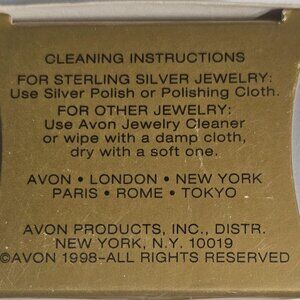 CLEANING INSTRUCTIONS
FOR STERLING SILVER JEWELRY:
Use Silver Polish or Polishing Cloth.
FOR OTHER JEWELRY:
Use Avon Jewelry Cleaner
or wipe with a damp cloth,
dry with a soft one.
AVON • LONDON • NEW YORK
PARIS • ROME • TOKYO
AVON PRODUCTS, INC., DISTR.
NEW YORK, N.Y. 10019
©AVON 1998–ALL RIGHTS RESERVED